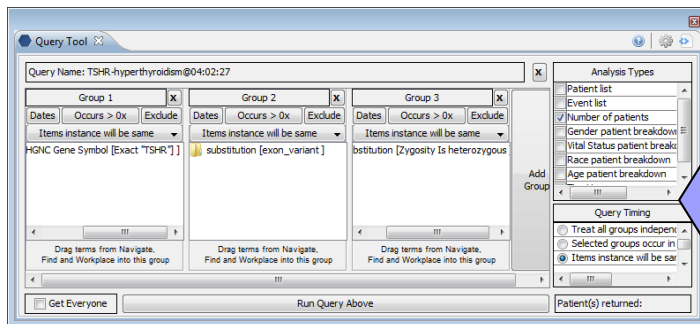 Query Tool
Query Name: TSHR-hyperthyroidism@04:02:27
x
Analysis Types
Group 1 x
Group 2 x
Group 3 x
Dates Occurs > 0x Exclude
Dates Occurs > 0x Exclude
Dates Occurs > 0x Exclude
Items instance will be same
Items instance will be same
Items instance will be same
HGNC Gene Symbol [Exact "TSHR"] ]
substitution [exon_variant ]
bstitution [Zygosity Is heterozygous
Patient list
Event list
Number of patients
Gender patient breakdown
Vital Status patient breakd
Race patient breakdown
Age patient breakdown
Add
Group
Query Timing
Treat all groups independ
Selected groups occur in
Items instance will be sar
Drag terms from Navigate,
Find and Workplace into this group
Drag terms from Navigate,
Find and Workplace into this group
Drag terms from Navigate,
Find and Workplace into this group
Get Everyone
Run Query Above
Patient(s) returned: